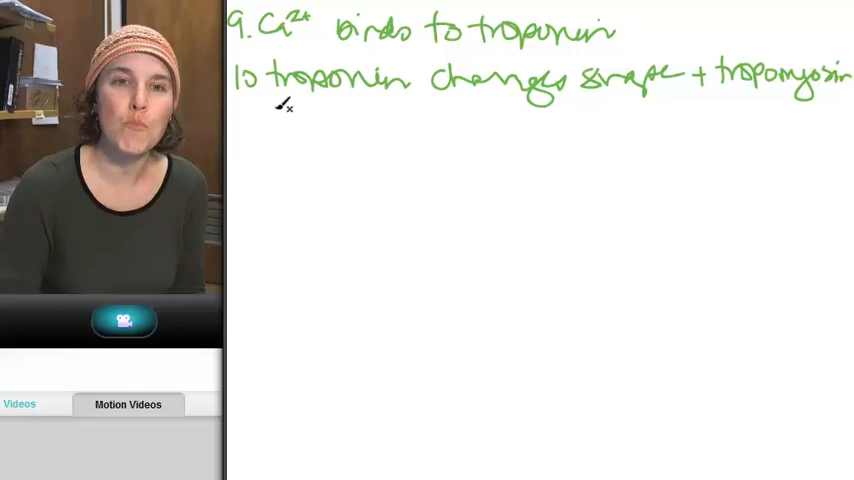 9. Ca²⁺ binds to troponin
10 troponin changes shape + tropomyosin
Videos
Motion Videos